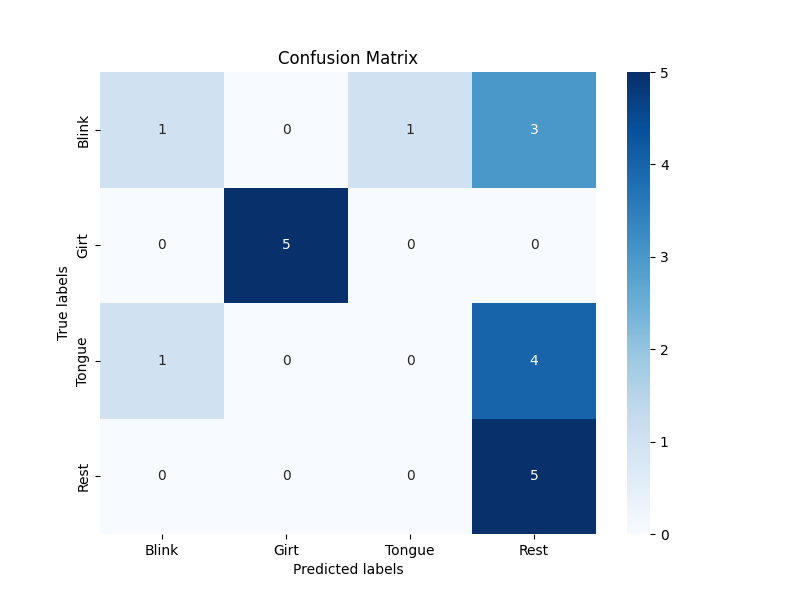 Confusion Matrix
True labels
Blink 1 0 1 3
Girt 0 5 0 0
Tongue 1 0 0 4
Rest 0 0 0 5
Blink Girt Tongue Rest
Predicted labels
5
4
3
2
1
0